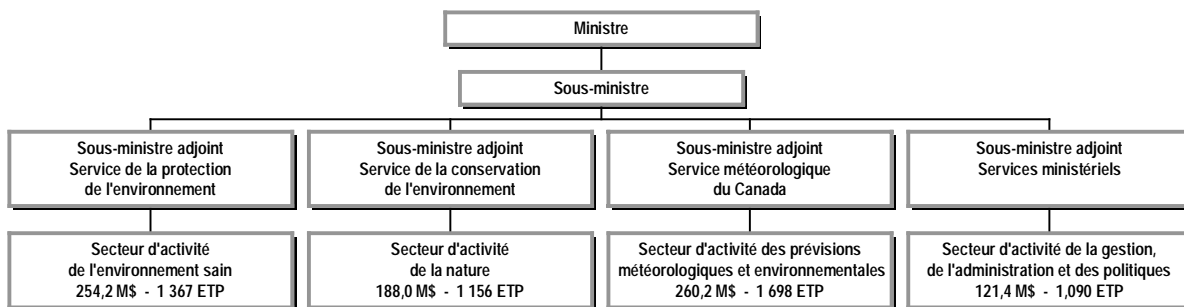 Ministre
Sous-ministre
Sous-ministre adjoint
Service de la protection
de l'environnement
Sous-ministre adjoint
Service de la conservation
de l'environnement
Sous-ministre adjoint
Service météorologique
du Canada
Sous-ministre adjoint
Services ministériels
Secteur d'activité
de l'environnement sain
254,2 M$ - 1 367 ETP
Secteur d'activité
de la nature
188,0 M$ - 1 156 ETP
Secteur d'activité des prévisions
météorologiques et environnementales
260,2 M$ - 1 698 ETP
Secteur d'activité de la gestion,
de l'administration et des politiques
121,4 M$ - 1,090 ETP